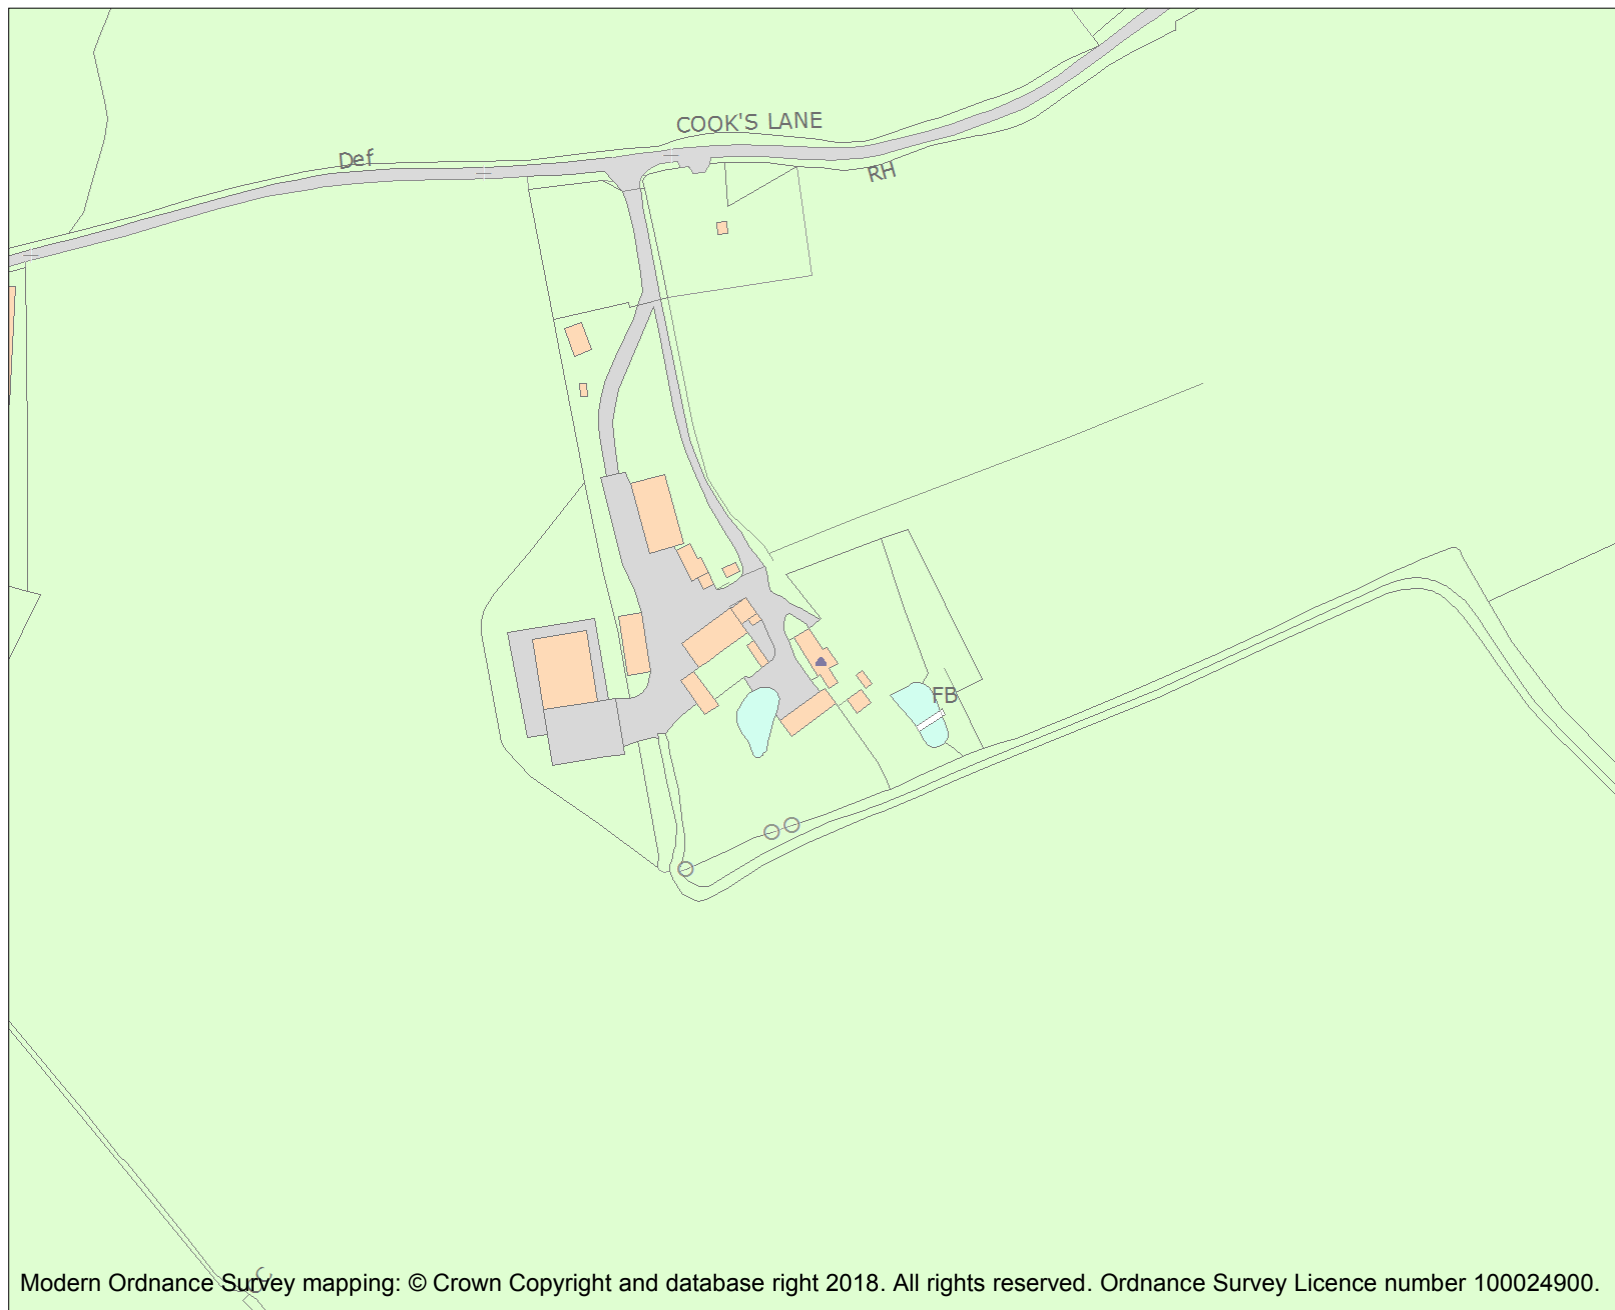 COOK'S LANE
Def
RH
FB
C
Modern Ordnance Survey mapping: © Crown Copyright and database right 2018. All rights reserved. Ordnance Survey Licence number 100024900.